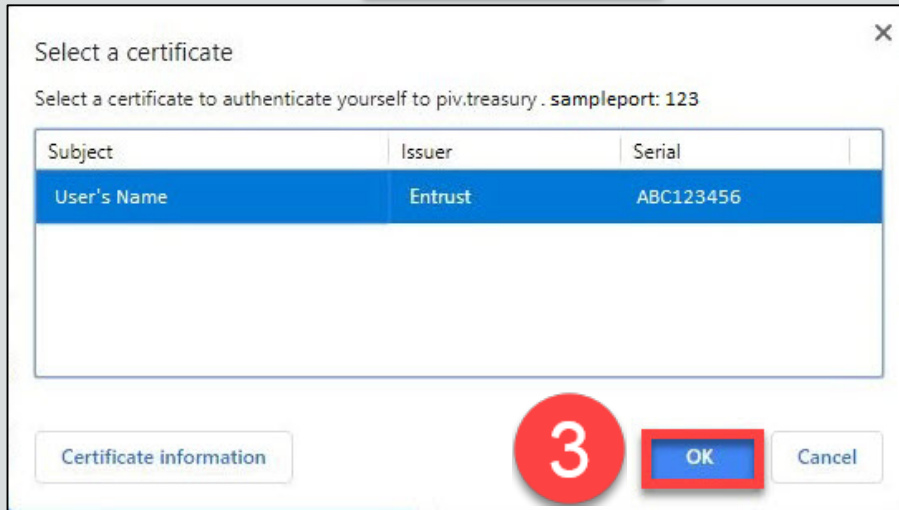 Select a certificate
Select a certificate to authenticate yourself to piv.treasury . sampleport: 123
Subject Issuer Serial
User's Name Entrust ABC123456
Certificate information 3 OK Cancel